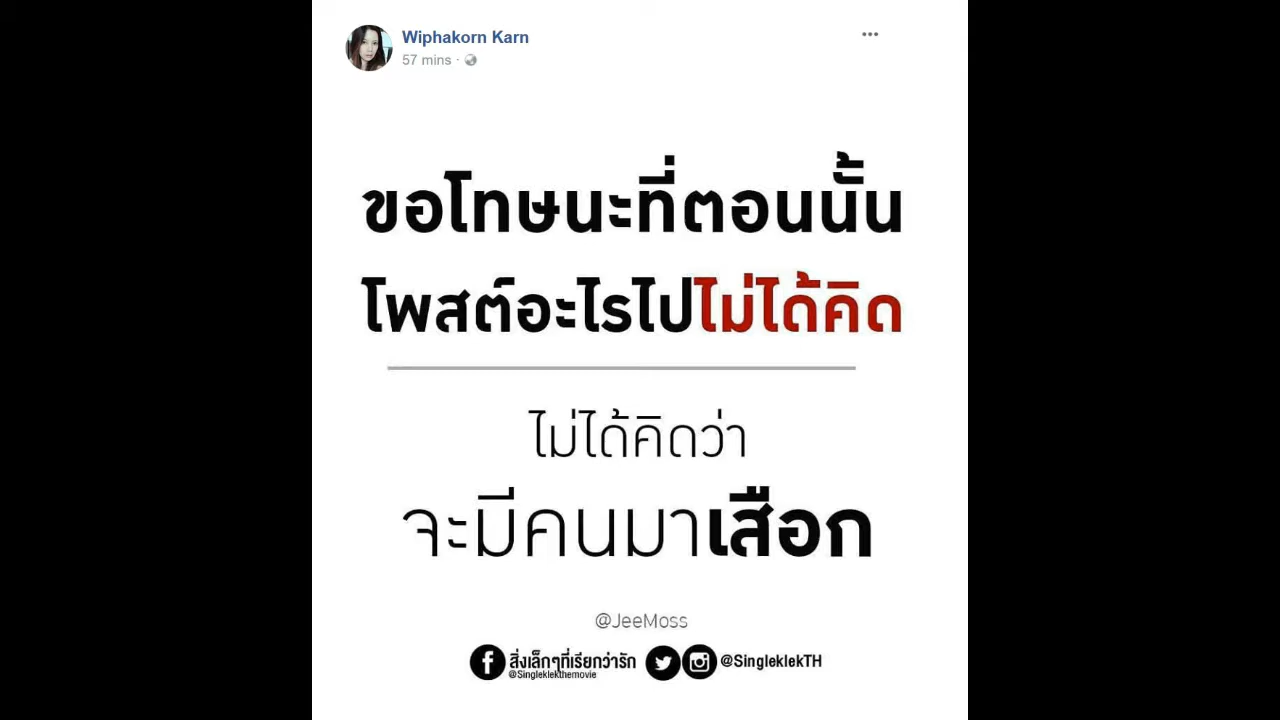 Wiphakorn Karn
57 mins ·
ขอโทษนะที่ตอนนั้น
โพสต์อะไรไปไม่ได้คิด
ไม่ได้คิดว่า
จะมีคนมาเสือก
@JeeMoss
สิ่งเล็กๆที่เรียกว่ารัก @SingleklekTH
@Singleklekthemovie